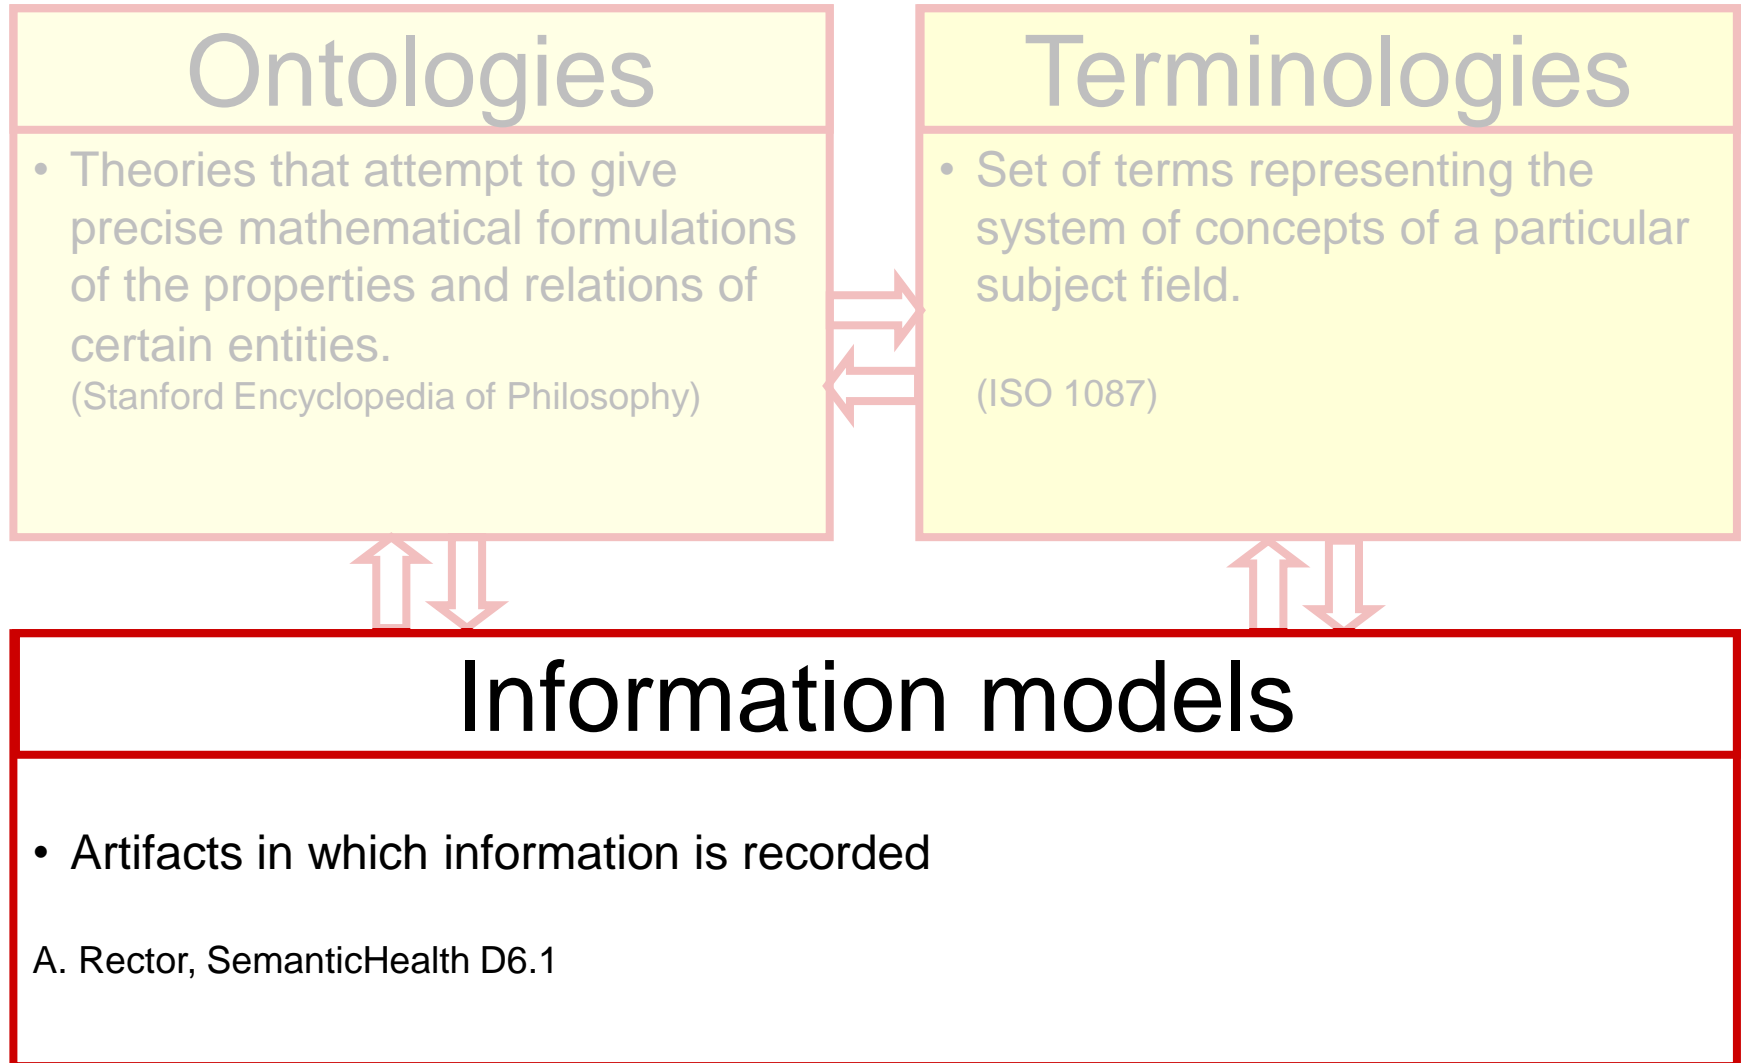 Ontologies
• Theories that attempt to give
precise mathematical formulations
of the properties and relations of
certain entities.
(Stanford Encyclopedia of Philosophy)
Terminologies
• Set of terms representing the
system of concepts of a particular
subject field.
(ISO 1087)
Information models
• Artifacts in which information is recorded
A. Rector, SemanticHealth D6.1